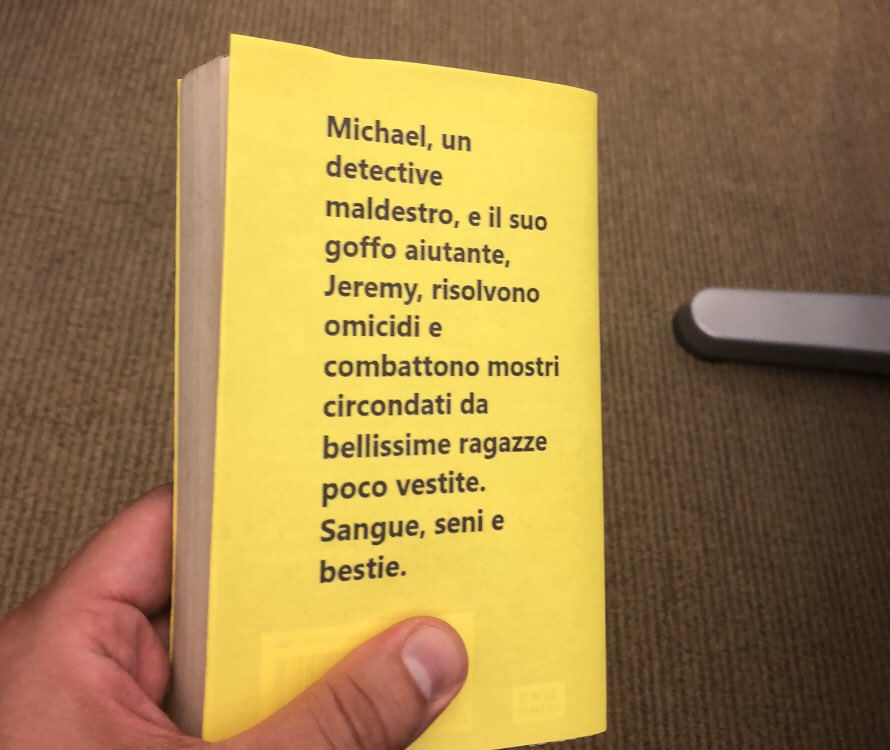 Michael, un
detective
maldestro, e il suo
goffo aiutante,
Jeremy, risolvono
omicidi e
combattono mostri
circondati da
bellissime ragazze
poco vestite.
Sangue, seni e
bestie.